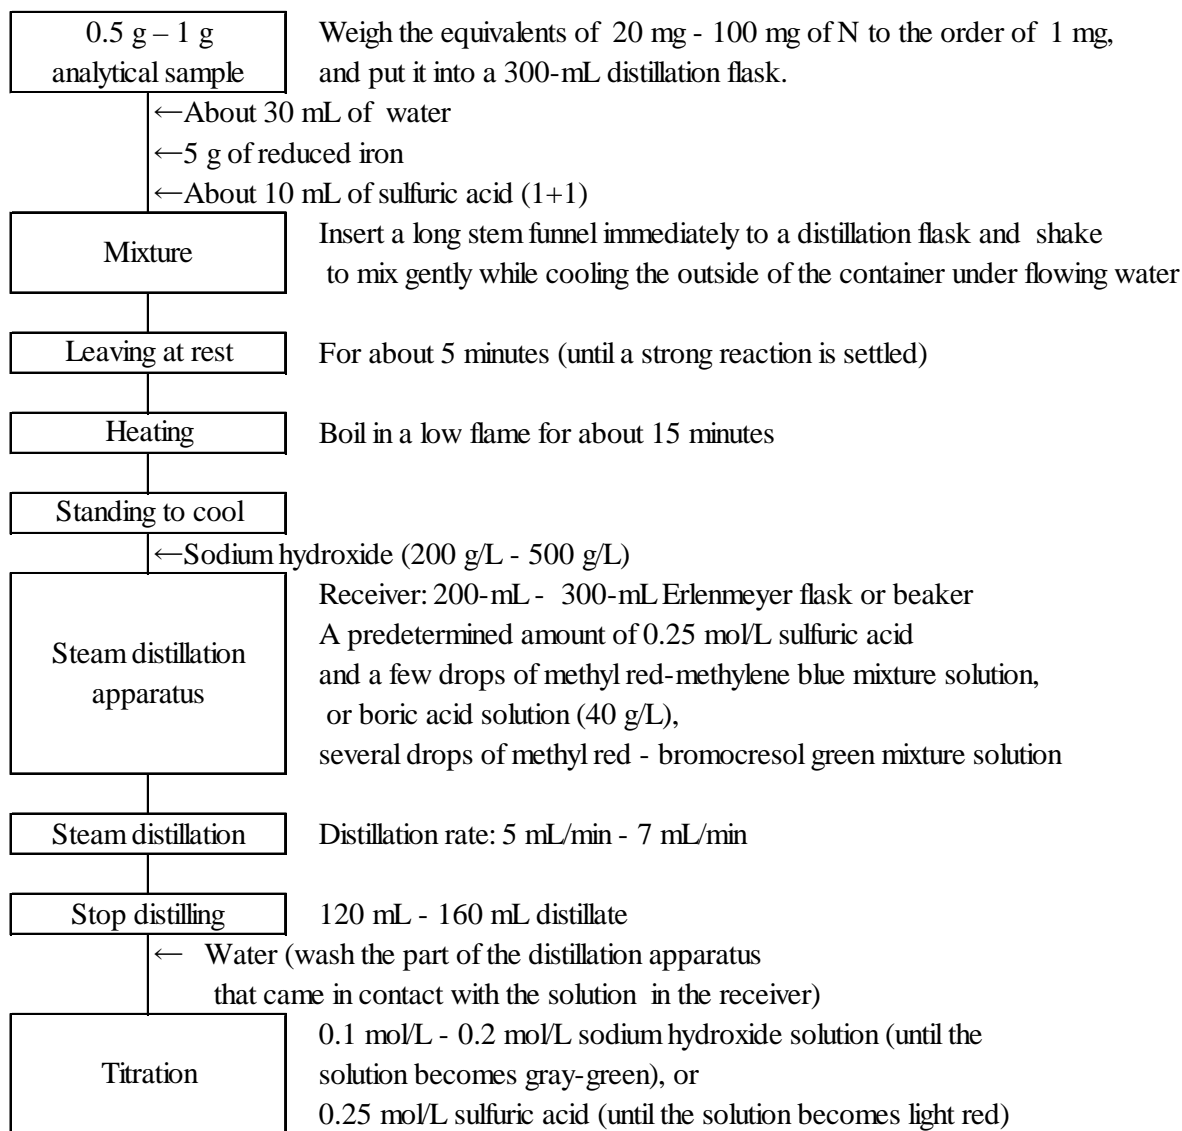 0.5 g – 1 g
analytical sample
Weigh the equivalents of 20 mg - 100 mg of N to the order of 1 mg,
and put it into a 300-mL distillation flask.
←About 30 mL of water
←5 g of reduced iron
←About 10 mL of sulfuric acid (1+1)
Mixture
Insert a long stem funnel immediately to a distillation flask and shake
to mix gently while cooling the outside of the container under flowing water
Leaving at rest
For about 5 minutes (until a strong reaction is settled)
Heating
Boil in a low flame for about 15 minutes
Standing to cool
←Sodium hydroxide (200 g/L - 500 g/L)
Steam distillation
apparatus
Receiver: 200-mL - 300-mL Erlenmeyer flask or beaker
A predetermined amount of 0.25 mol/L sulfuric acid
and a few drops of methyl red-methylene blue mixture solution,
or boric acid solution (40 g/L),
several drops of methyl red - bromocresol green mixture solution
Steam distillation
Distillation rate: 5 mL/min - 7 mL/min
Stop distilling
120 mL - 160 mL distillate
← Water (wash the part of the distillation apparatus
that came in contact with the solution in the receiver)
Titration
0.1 mol/L - 0.2 mol/L sodium hydroxide solution (until the
solution becomes gray-green), or
0.25 mol/L sulfuric acid (until the solution becomes light red)